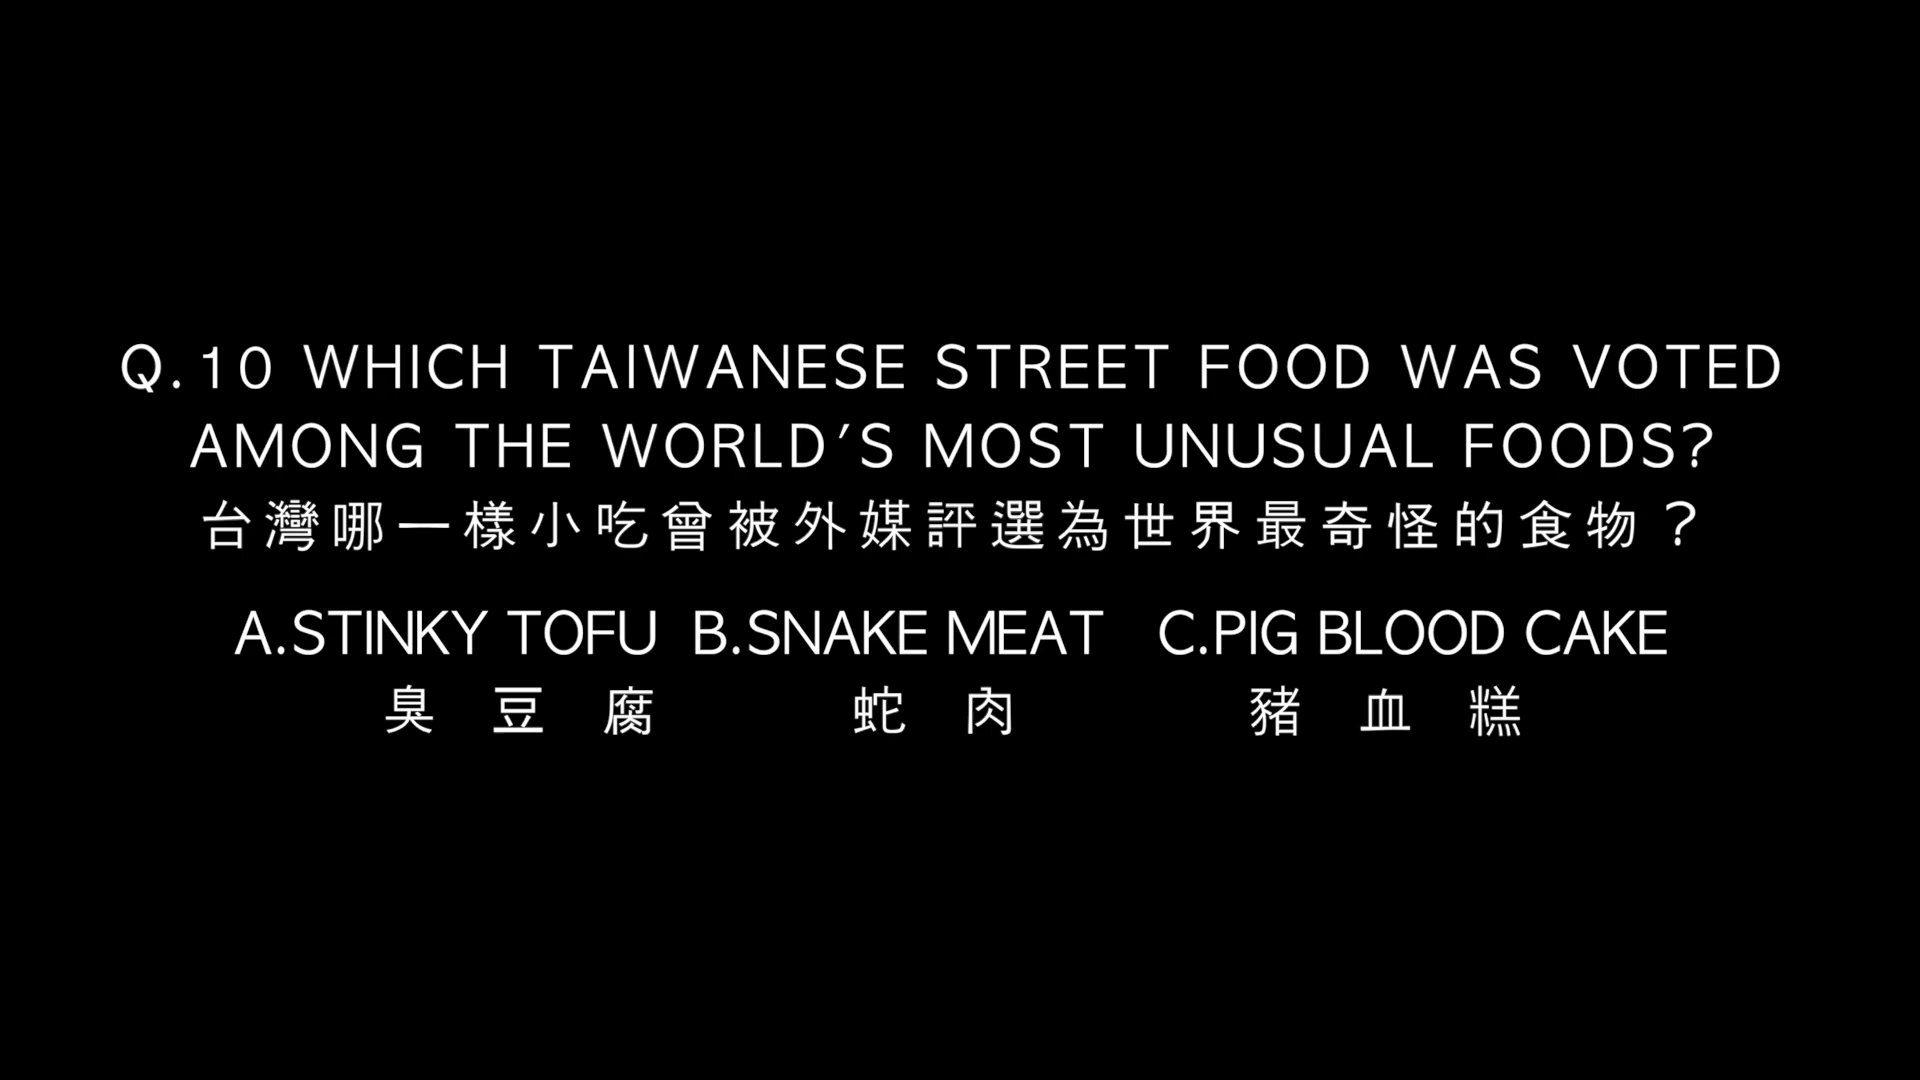 Q.10 WHICH TAIWANESE STREET FOOD WAS VOTED
AMONG THE WORLD'S MOST UNUSUAL FOODS?
台灣哪一樣小吃曾被外媒評選為世界最奇怪的食物？
A.STINKY TOFU B.SNAKE MEAT C.PIG BLOOD CAKE
臭豆腐 蛇肉 豬血糕